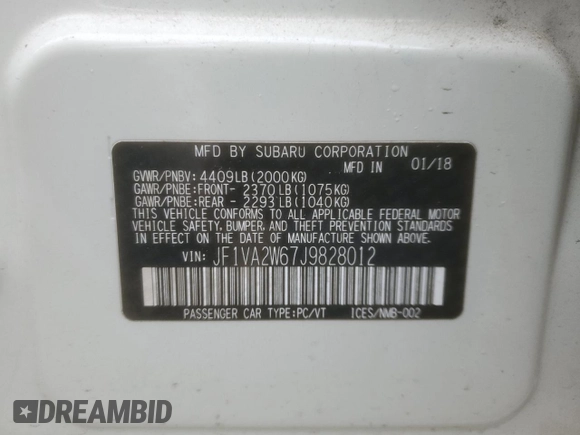 MFD BY SUBARU CORPORATION
MFD IN 01/18
GVWR/PNBV: 4409LB(2000KG)
GAWR/PNBE:FRONT- 2370LB(1075KG)
GAWR/PNBE:REAR - 2293LB(1040KG)
THIS VEHICLE CONFORMS TO ALL APPLICABLE FEDERAL MOTOR
VEHICLE SAFETY,BUMPER,AND THEFT PREVENTION STANDARDS
IN EFFECT ON THE DATE OF MANUFACTURE SHOWN ABOVE.
VIN: JF1VA2W67J9828012
PASSENGER CAR TYPE:PC/VT ICES/NMB-002
DREAMBID